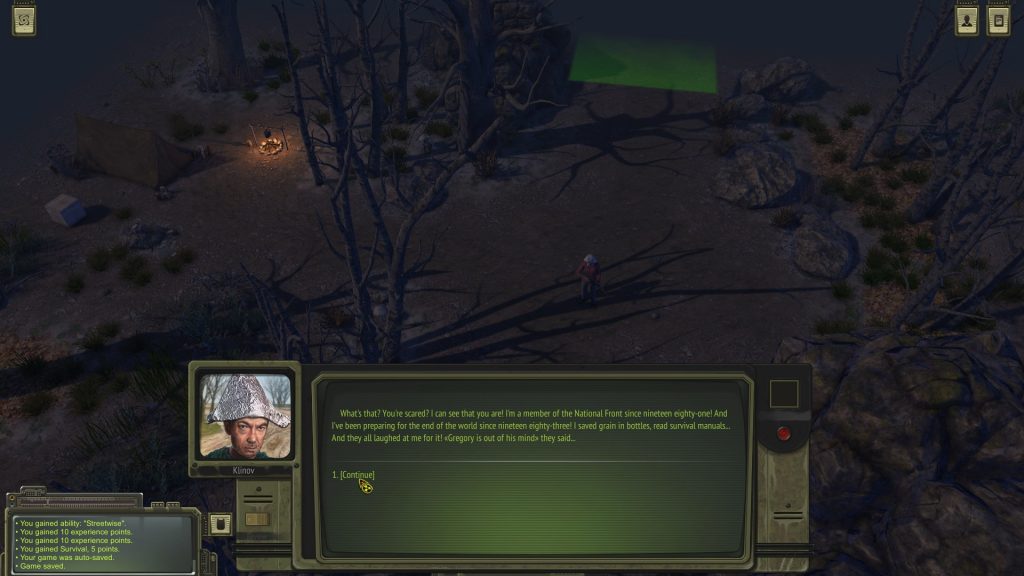 What's that? You're scared? I can see that you are! I'm a member of the National Front since nineteen eighty-one! And
I've been preparing for the end of the world since nineteen eighty-three! I saved grain in bottles, read survival manuals...
And they all laughed at me for it! «Gregory is out of his mind» they said...
Klinov
1. [Continue]
• You gained ability: "Streetwise".
• You gained 10 experience points.
• You gained 10 experience points.
• You gained Survival, 5 points.
• Your game was auto-saved.
• Game saved.